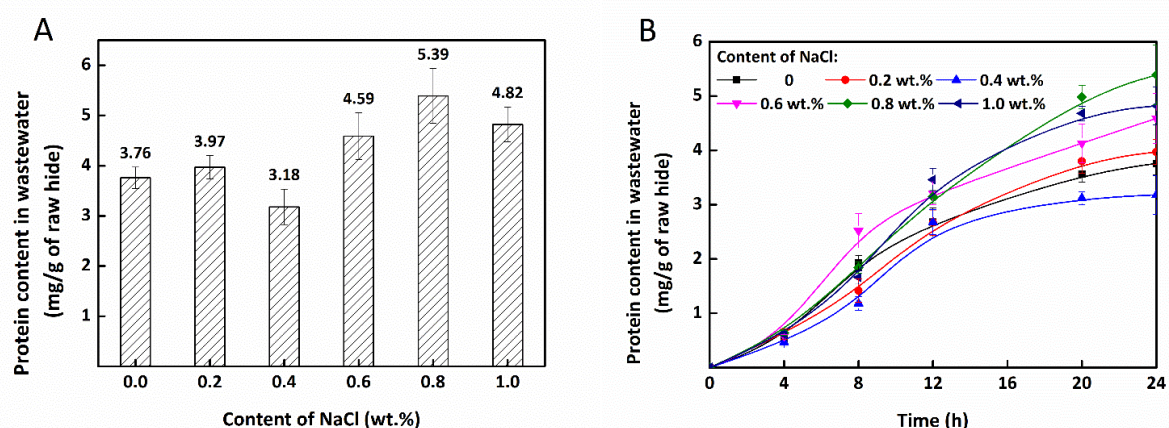 A
Protein content in wastewater
(mg/g of raw hide)
6
5
4
3
2
1
3.76
3.97
3.18
4.59
5.39
4.82
0.0 0.2 0.4 0.6 0.8 1.0
Content of NaCl (wt.%)
B
Protein content in wastewater
(mg/g of raw hide)
6
5
4
3
2
1
Content of NaCl:
0 0.2 wt.% 0.4 wt.%
0.6 wt.% 0.8 wt.% 1.0 wt.%
0 4 8 12 16 20 24
Time (h)